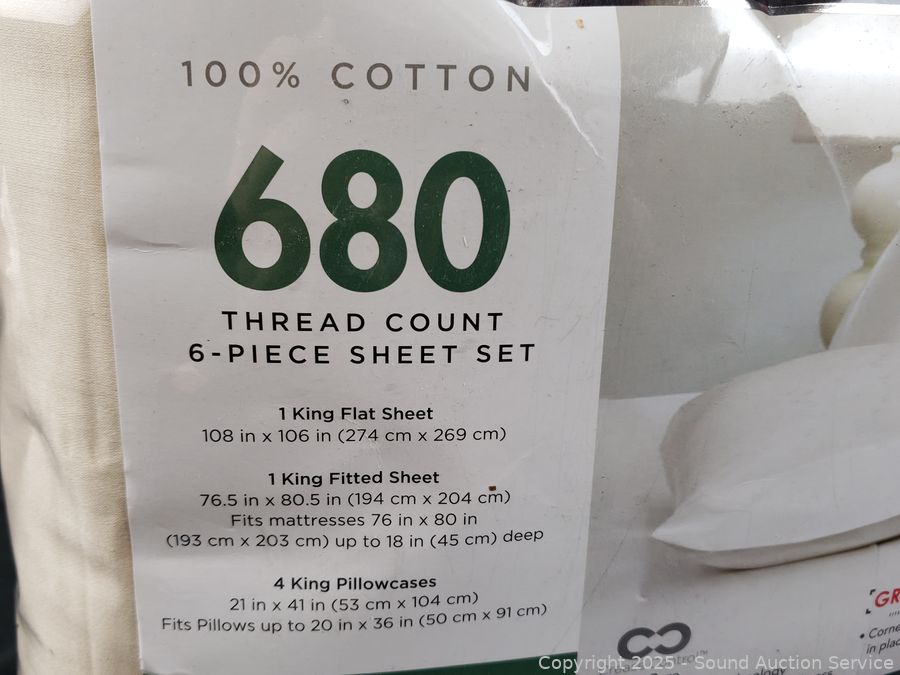 100% COTTON
680
THREAD COUNT
6-PIECE SHEET SET
1 King Flat Sheet
108 in x 106 in (274 cm x 269 cm)
1 King Fitted Sheet
76.5 in x 80.5 in (194 cm x 204 cm)
Fits mattresses 76 in x 80 in
(193 cm x 203 cm) up to 18 in (45 cm) deep
4 King Pillowcases
21 in x 41 in (53 cm x 104 cm)
Fits Pillows up to 20 in x 36 in (50 cm x 91 cm)
GR
• Corne
in plac
Copyright 2025 - Sound Auction Service